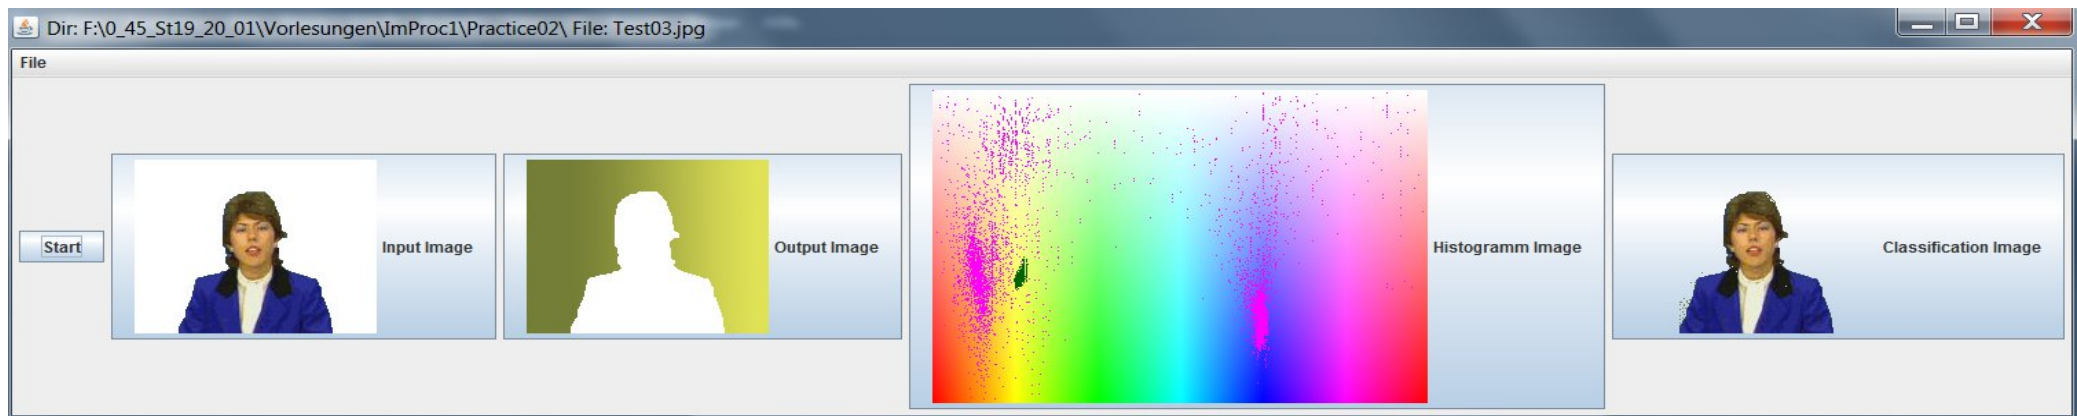 Dir: F:\0_45_St19_20_01\Vorlesungen\ImProc1\Practice02\ File: Test03.jpg
File
Start
Input Image
Output Image
Histogramm Image
Classification Image